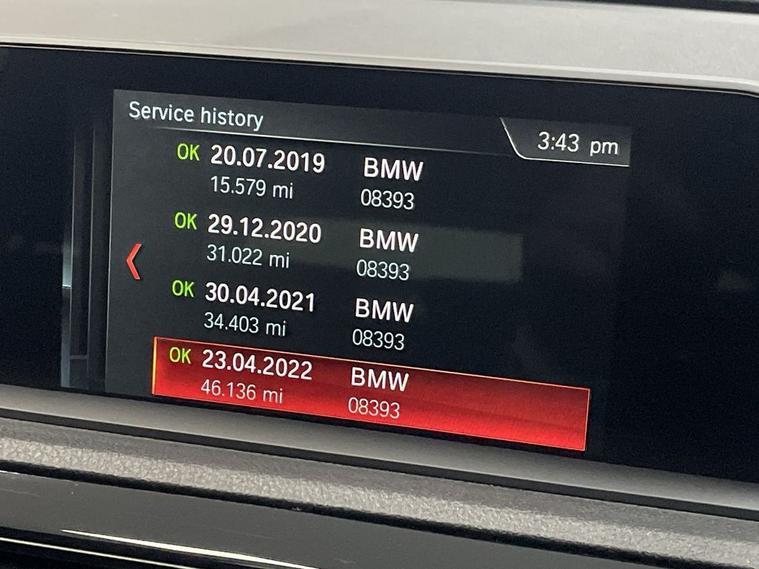 Service history
3:43 pm
OK 20.07.2019 BMW
15.579 mi 08393
OK 29.12.2020 BMW
31.022 mi 08393
OK 30.04.2021 BMW
34.403 mi 08393
OK 23.04.2022 BMW
46.136 mi 08393